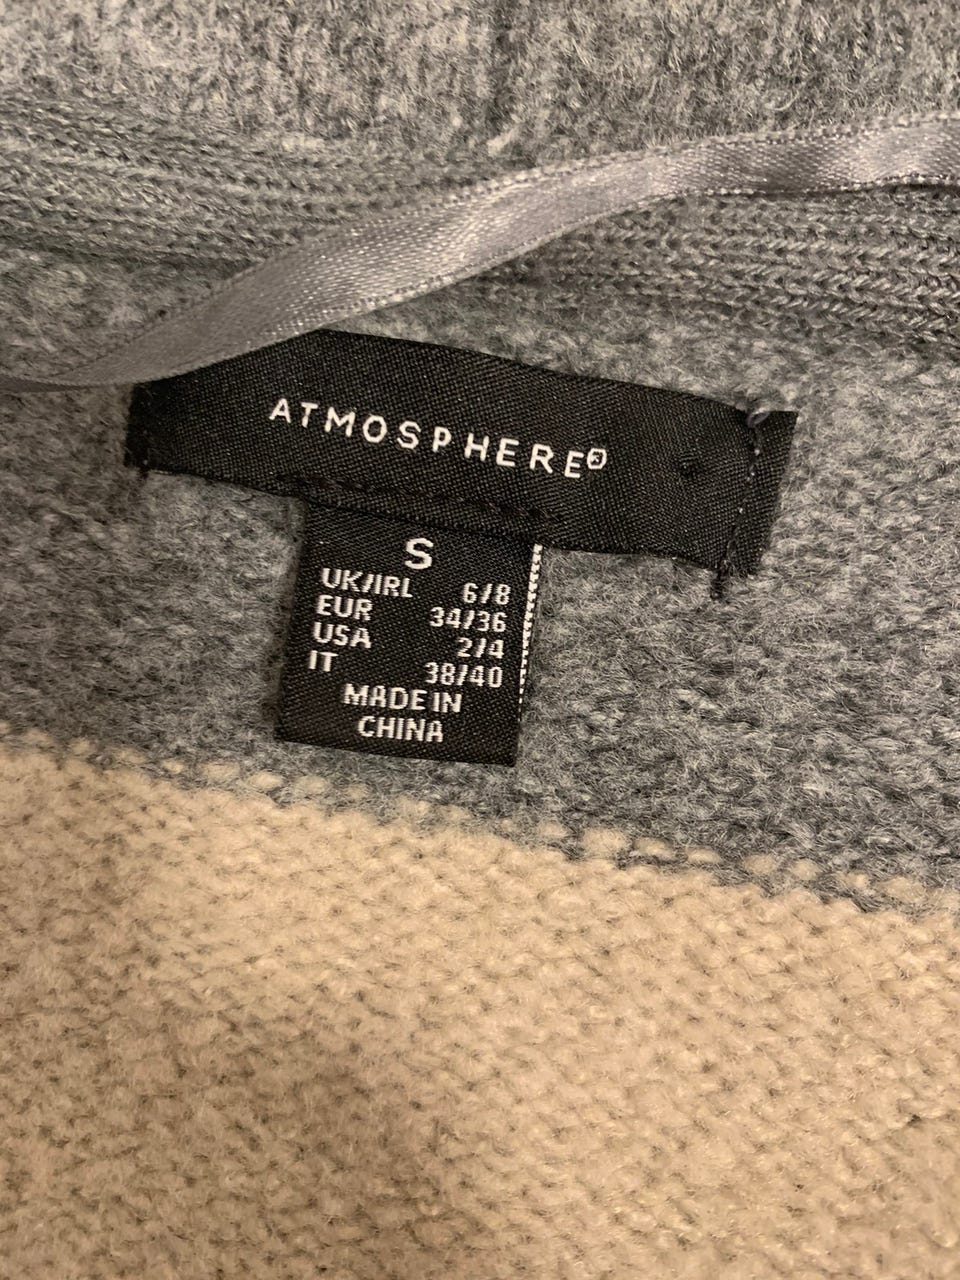 ATMOSPHERE®
S
UK/IRL 6/8
EUR 34/36
USA 2/4
IT 38/40
MADE IN
CHINA